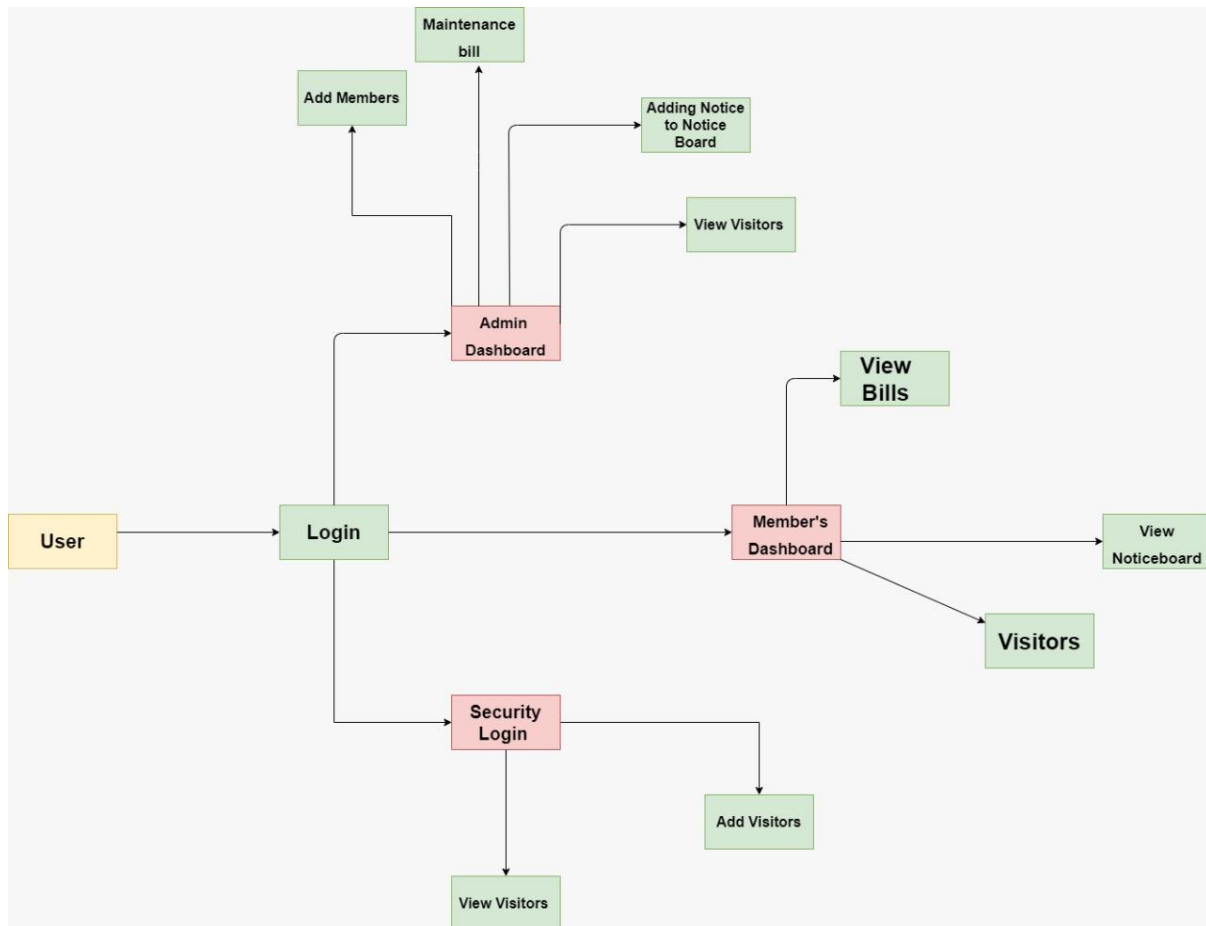 Maintenance
bill
Add Members
Adding Notice
to Notice
Board
View Visitors
Admin
Dashboard
View
Bills
User
Login
Member's
Dashboard
View
Noticeboard
Visitors
Security
Login
Add Visitors
View Visitors